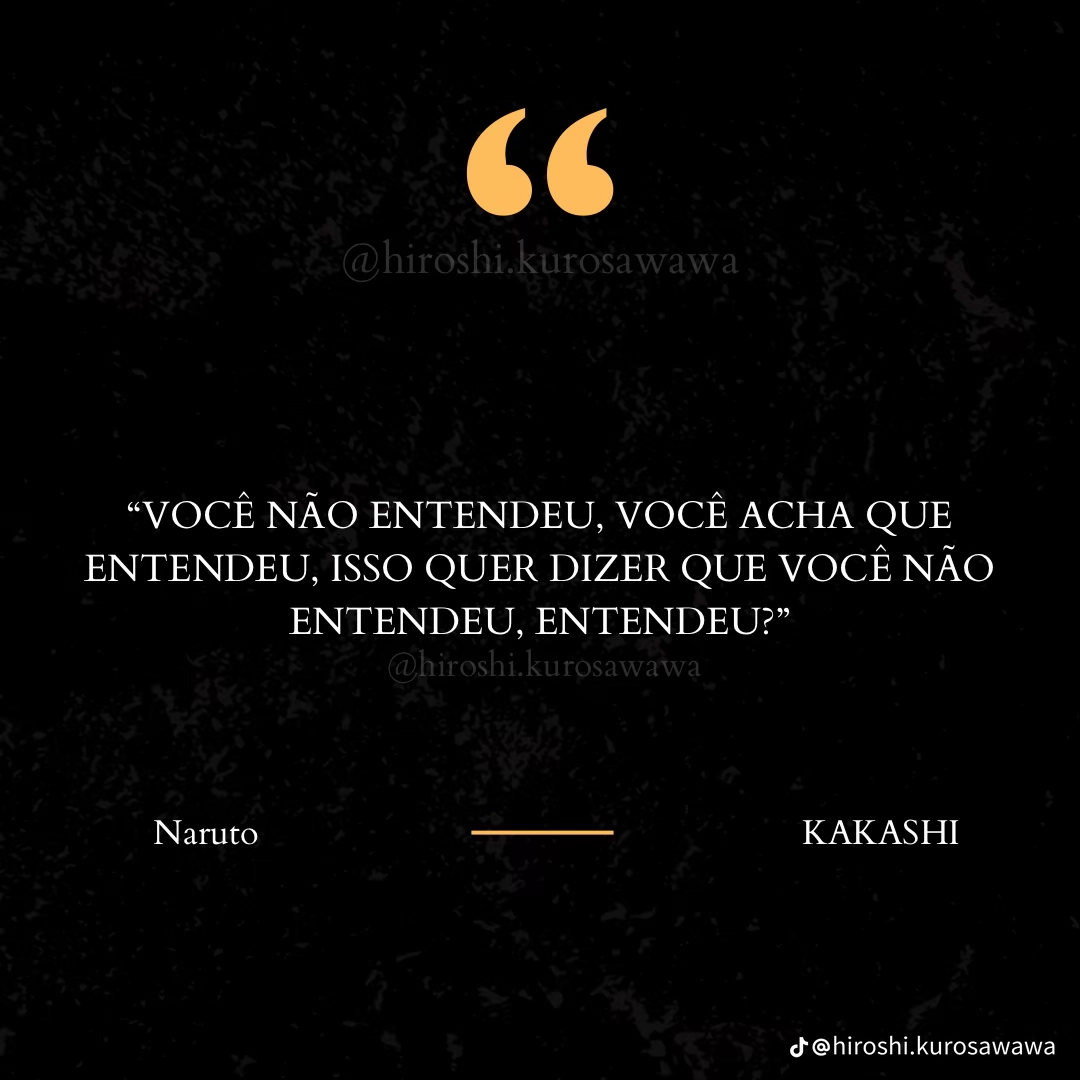 “
@hiroshi.kurosawawa
“VOCÊ NÃO ENTENDEU, VOCÊ ACHA QUE
ENTENDEU, ISSO QUER DIZER QUE VOCÊ NÃO
ENTENDEU, ENTENDEU?”
@hiroshi.kurosawawa
Naruto
KAKASHI
@hiroshi.kurosawawa